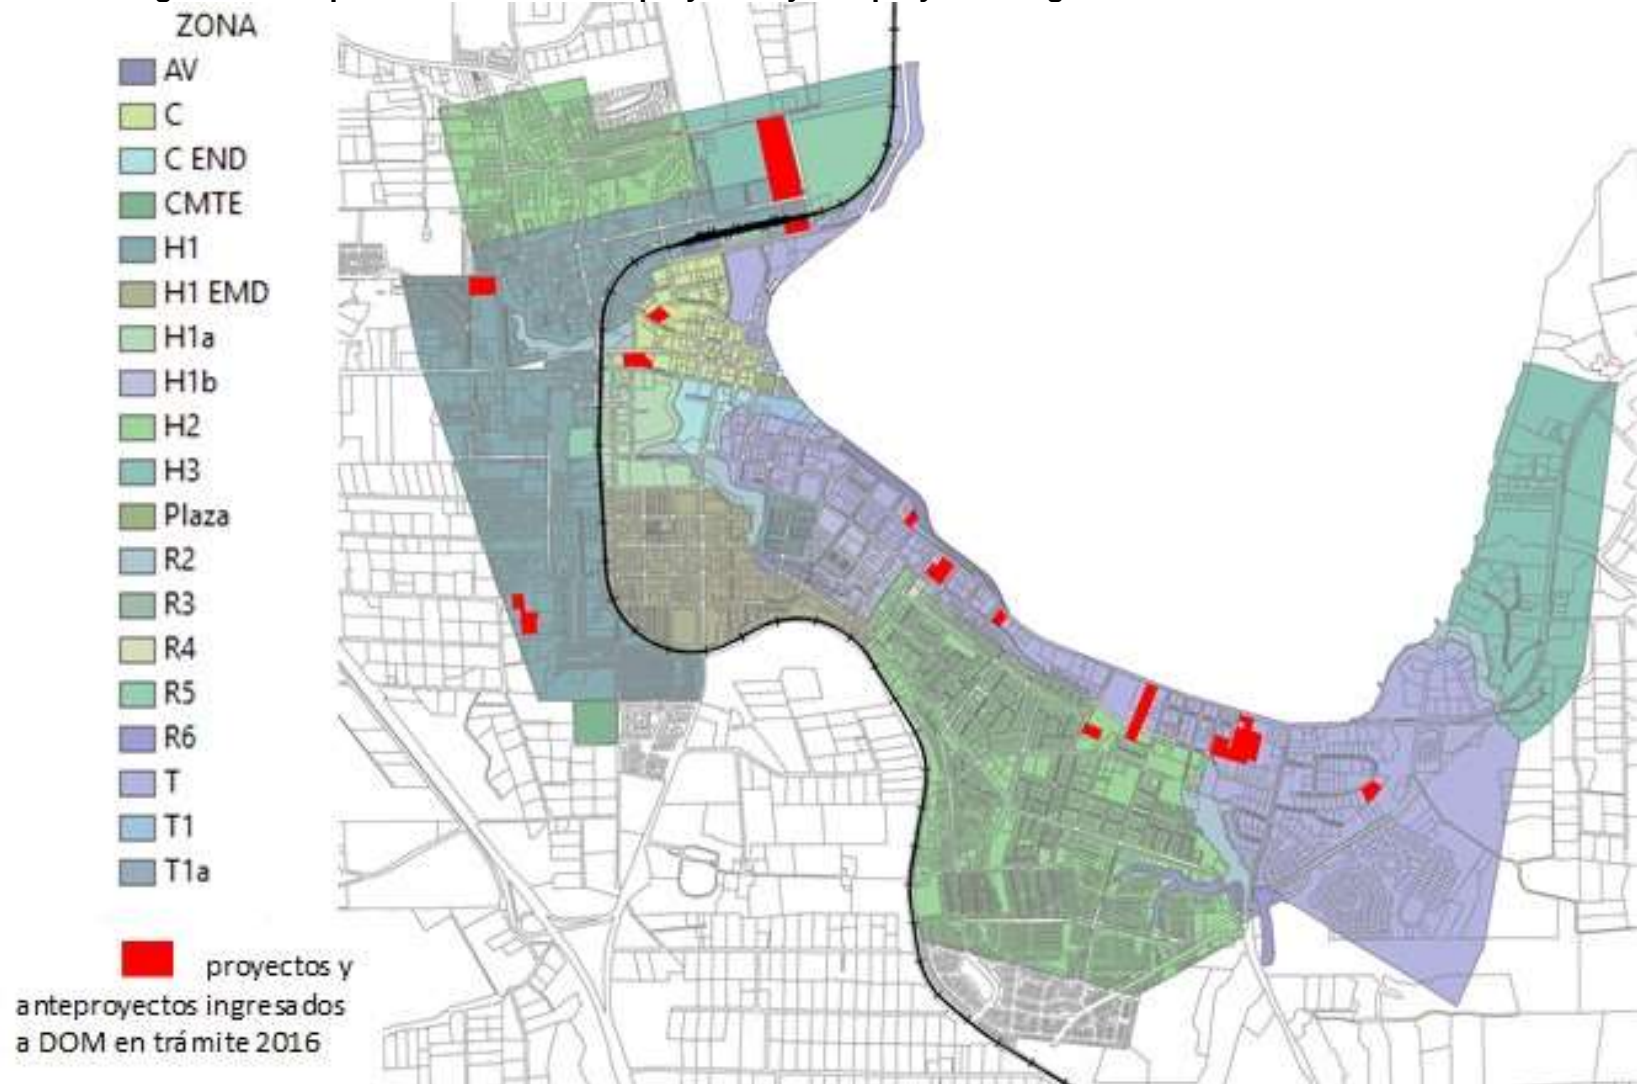 ZONA
AV
C
C END
CMTE
H1
H1 EMD
H1a
H1b
H2
H3
Plaza
R2
R3
R4
R5
R6
T
T1
T1a
proyectos y
anteproyectos ingresados
a DOM en trámite 2016